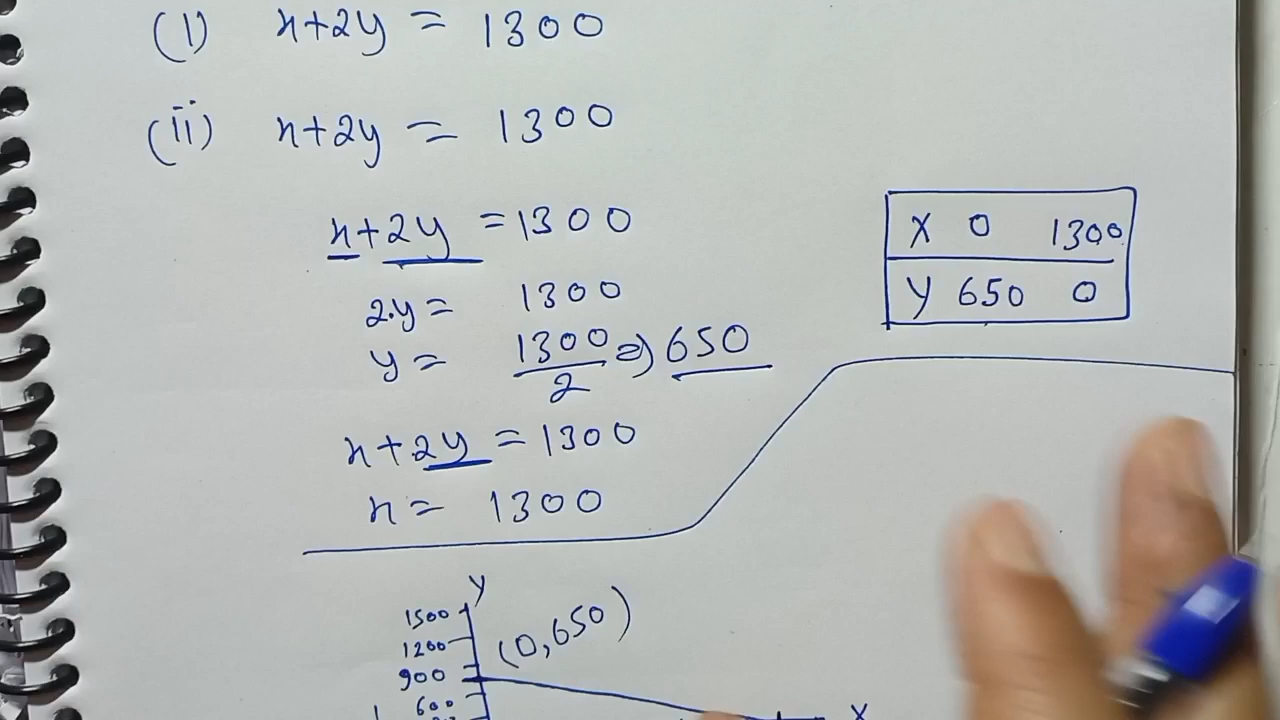 (i) x+2y = 1300
(ii) x+2y = 1300
x+2y = 1300
2.y = 1300
y = 1300/2 ⇒ 650
x+2y = 1300
x = 1300
X 0 1300
Y 650 0
Y
1500
(0,650)
1200
900
600
X